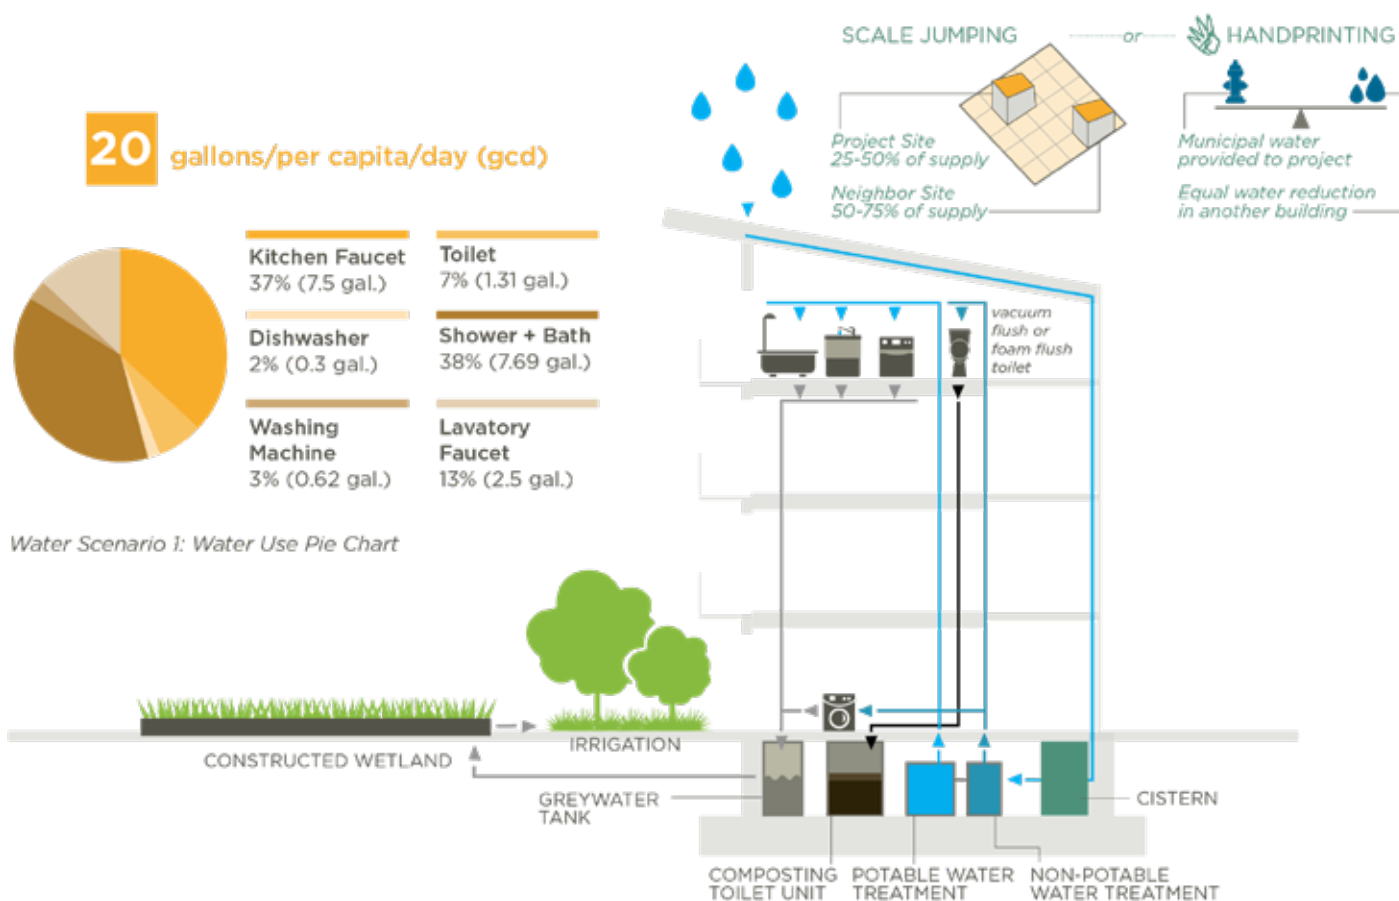 SCALE JUMPING
or
HANDPRINTING
20
gallons/per capita/day (gcd)
Project Site
25-50% of supply
Neighbor Site
50-75% of supply
Municipal water
provided to project
Equal water reduction
in another building
Kitchen Faucet
37% (7.5 gal.)
Toilet
7% (1.31 gal.)
Dishwasher
2% (0.3 gal.)
Shower + Bath
38% (7.69 gal.)
Washing
Machine
3% (0.62 gal.)
Lavatory
Faucet
13% (2.5 gal.)
Water Scenario 1: Water Use Pie Chart
vacuum
flush or
foam flush
toilet
CONSTRUCTED WETLAND
IRRIGATION
GREYWATER
TANK
CISTERN
COMPOSTING
TOILET UNIT
POTABLE WATER
TREATMENT
NON-POTABLE
WATER TREATMENT